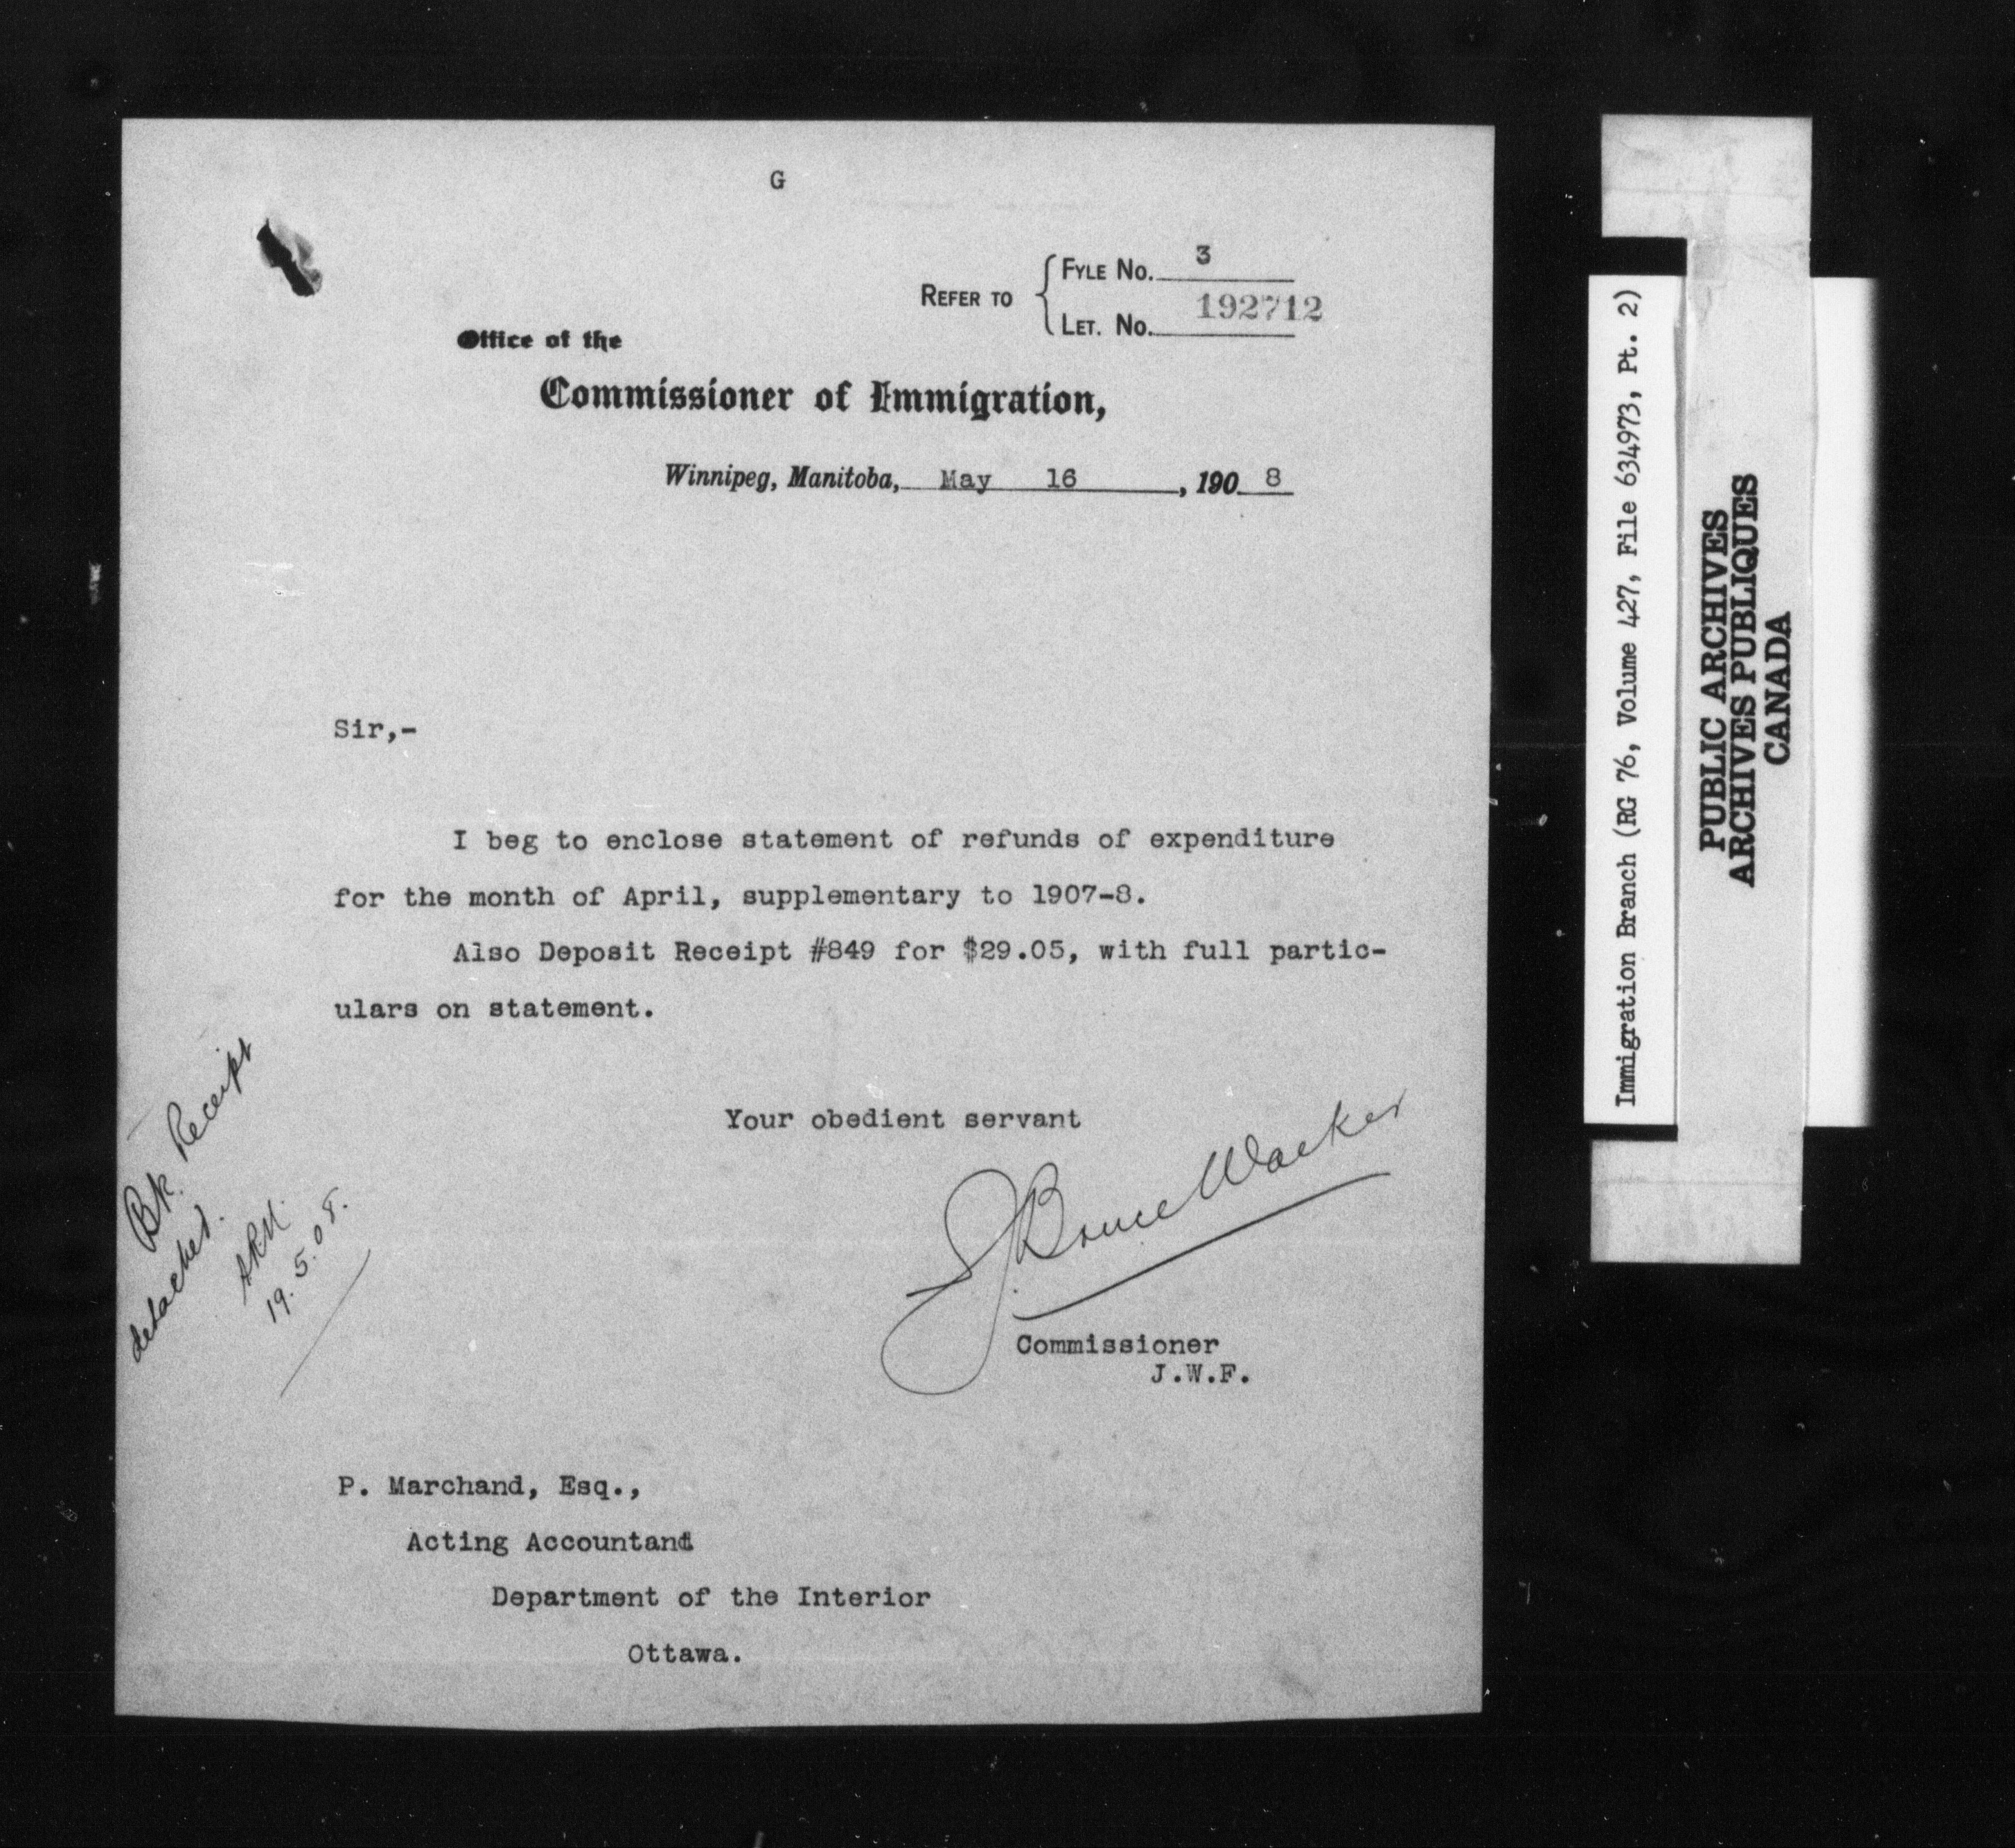 G
Refer to
Fyle No. 3
Let. No. 192712
Office of the
Commissioner of Immigration,
Winnipeg, Manitoba, May 16, 1908
Sir,-
I beg to enclose statement of refunds of expenditure
for the month of April, supplementary to 1907-8.
Also Deposit Receipt #849 for $29.05, with full partic-
ulars on statement.
Your obedient servant
J. Bruce Walker
Commissioner
J.W.F.
Bk. Receipt
detached.
19.5.08.
P. Marchand, Esq.,
Acting Accountant
Department of the Interior
Ottawa.
Immigration Branch (RG 76, Volume 427, File 634973, Pt. 2)
PUBLIC ARCHIVES
ARCHIVES PUBLIQUES
CANADA